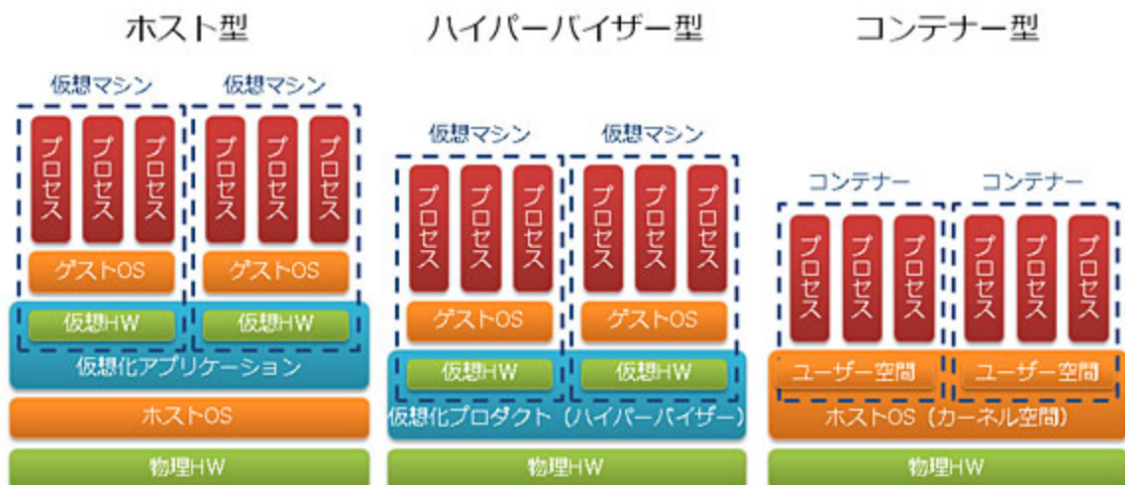 ホスト型
仮想マシン 仮想マシン
プロセス プロセス プロセス プロセス プロセス プロセス
ゲストOS ゲストOS
仮想HW 仮想HW
仮想化アプリケーション
ホストOS
物理HW
ハイパーバイザー型
仮想マシン 仮想マシン
プロセス プロセス プロセス プロセス プロセス プロセス
ゲストOS ゲストOS
仮想HW 仮想HW
仮想化プロダクト（ハイパーバイザー）
物理HW
コンテナー型
コンテナー コンテナー
プロセス プロセス プロセス プロセス プロセス プロセス
ユーザー空間 ユーザー空間
ホストOS（カーネル空間）
物理HW